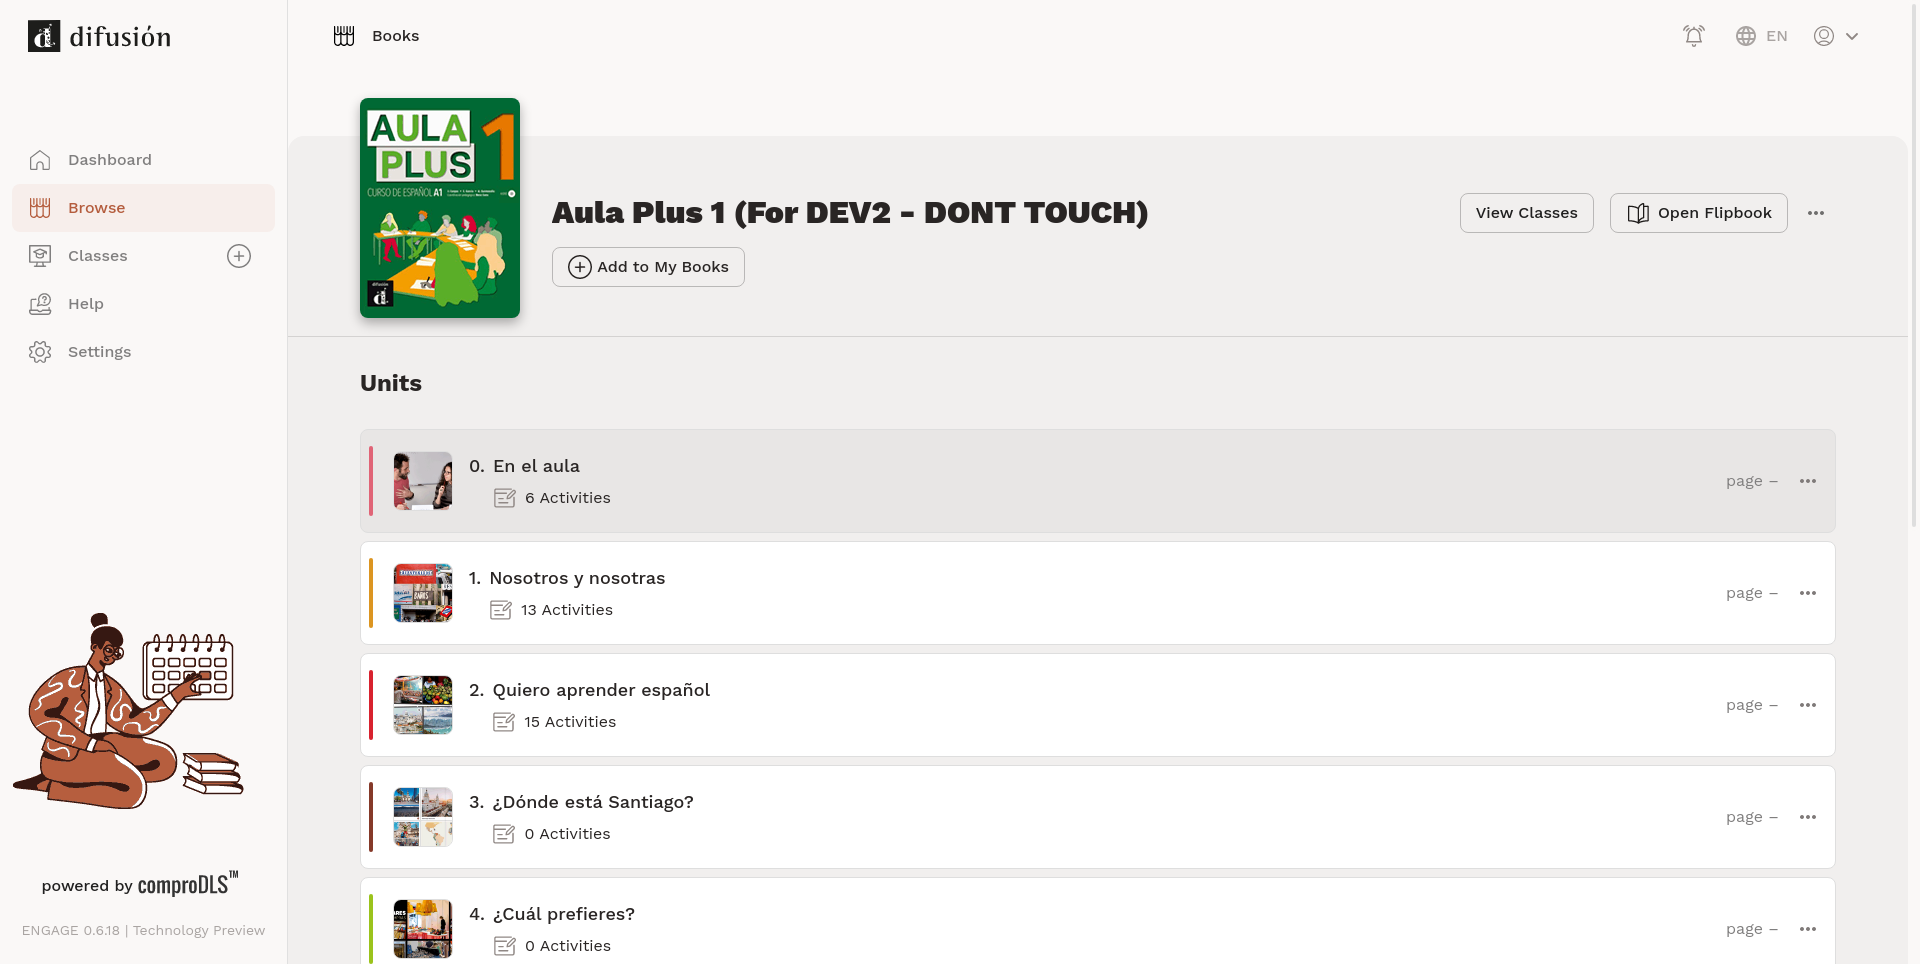 difusión
Books
EN
Dashboard
Browse
Classes
Help
Settings
AULA 1
PLUS
CURSO DE ESPAÑOL A1
difusión
Aula Plus 1 (For DEV2 - DONT TOUCH)
View Classes
Open Flipbook
Add to My Books
Units
0. En el aula
6 Activities
page –
1. Nosotros y nosotras
13 Activities
page –
2. Quiero aprender español
15 Activities
page –
3. ¿Dónde está Santiago?
0 Activities
page –
4. ¿Cuál prefieres?
0 Activities
page –
powered by comproDLS™
ENGAGE 0.6.18 | Technology Preview